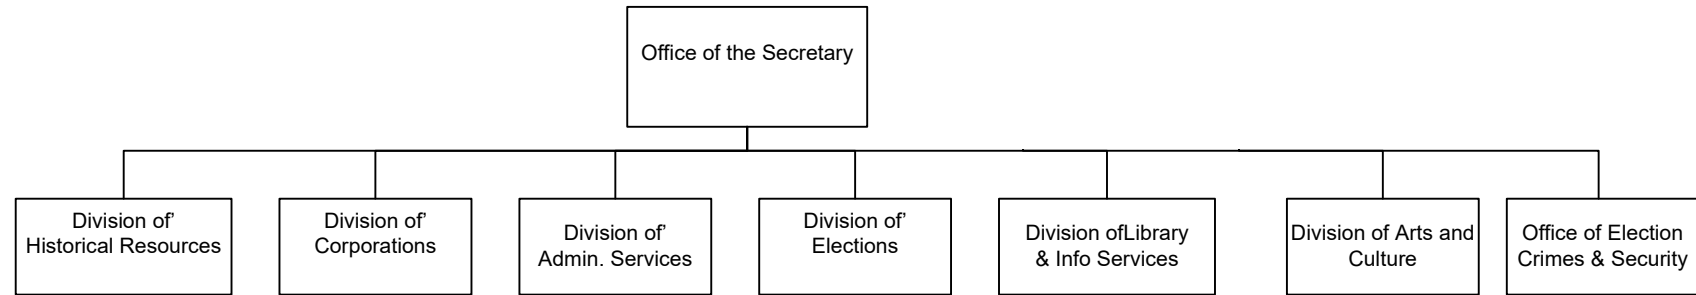 Office of the Secretary
Division of’
Historical Resources
Division of’
Corporations
Division of’
Admin. Services
Division of’
Elections
Division ofLibrary
& Info Services
Division of Arts and
Culture
Office of Election
Crimes & Security